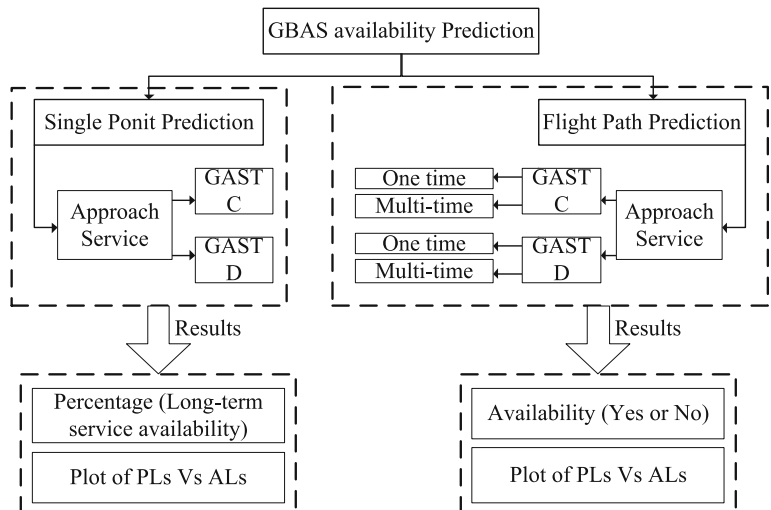 GBAS availability Prediction
Single Ponit Prediction
Approach
Service
GAST
C
GAST
D
Results
Percentage (Long-term
service availability)
Plot of PLs Vs ALs
Flight Path Prediction
One time
Multi-time
GAST
C
One time
Multi-time
GAST
D
Approach
Service
Results
Availability (Yes or No)
Plot of PLs Vs ALs